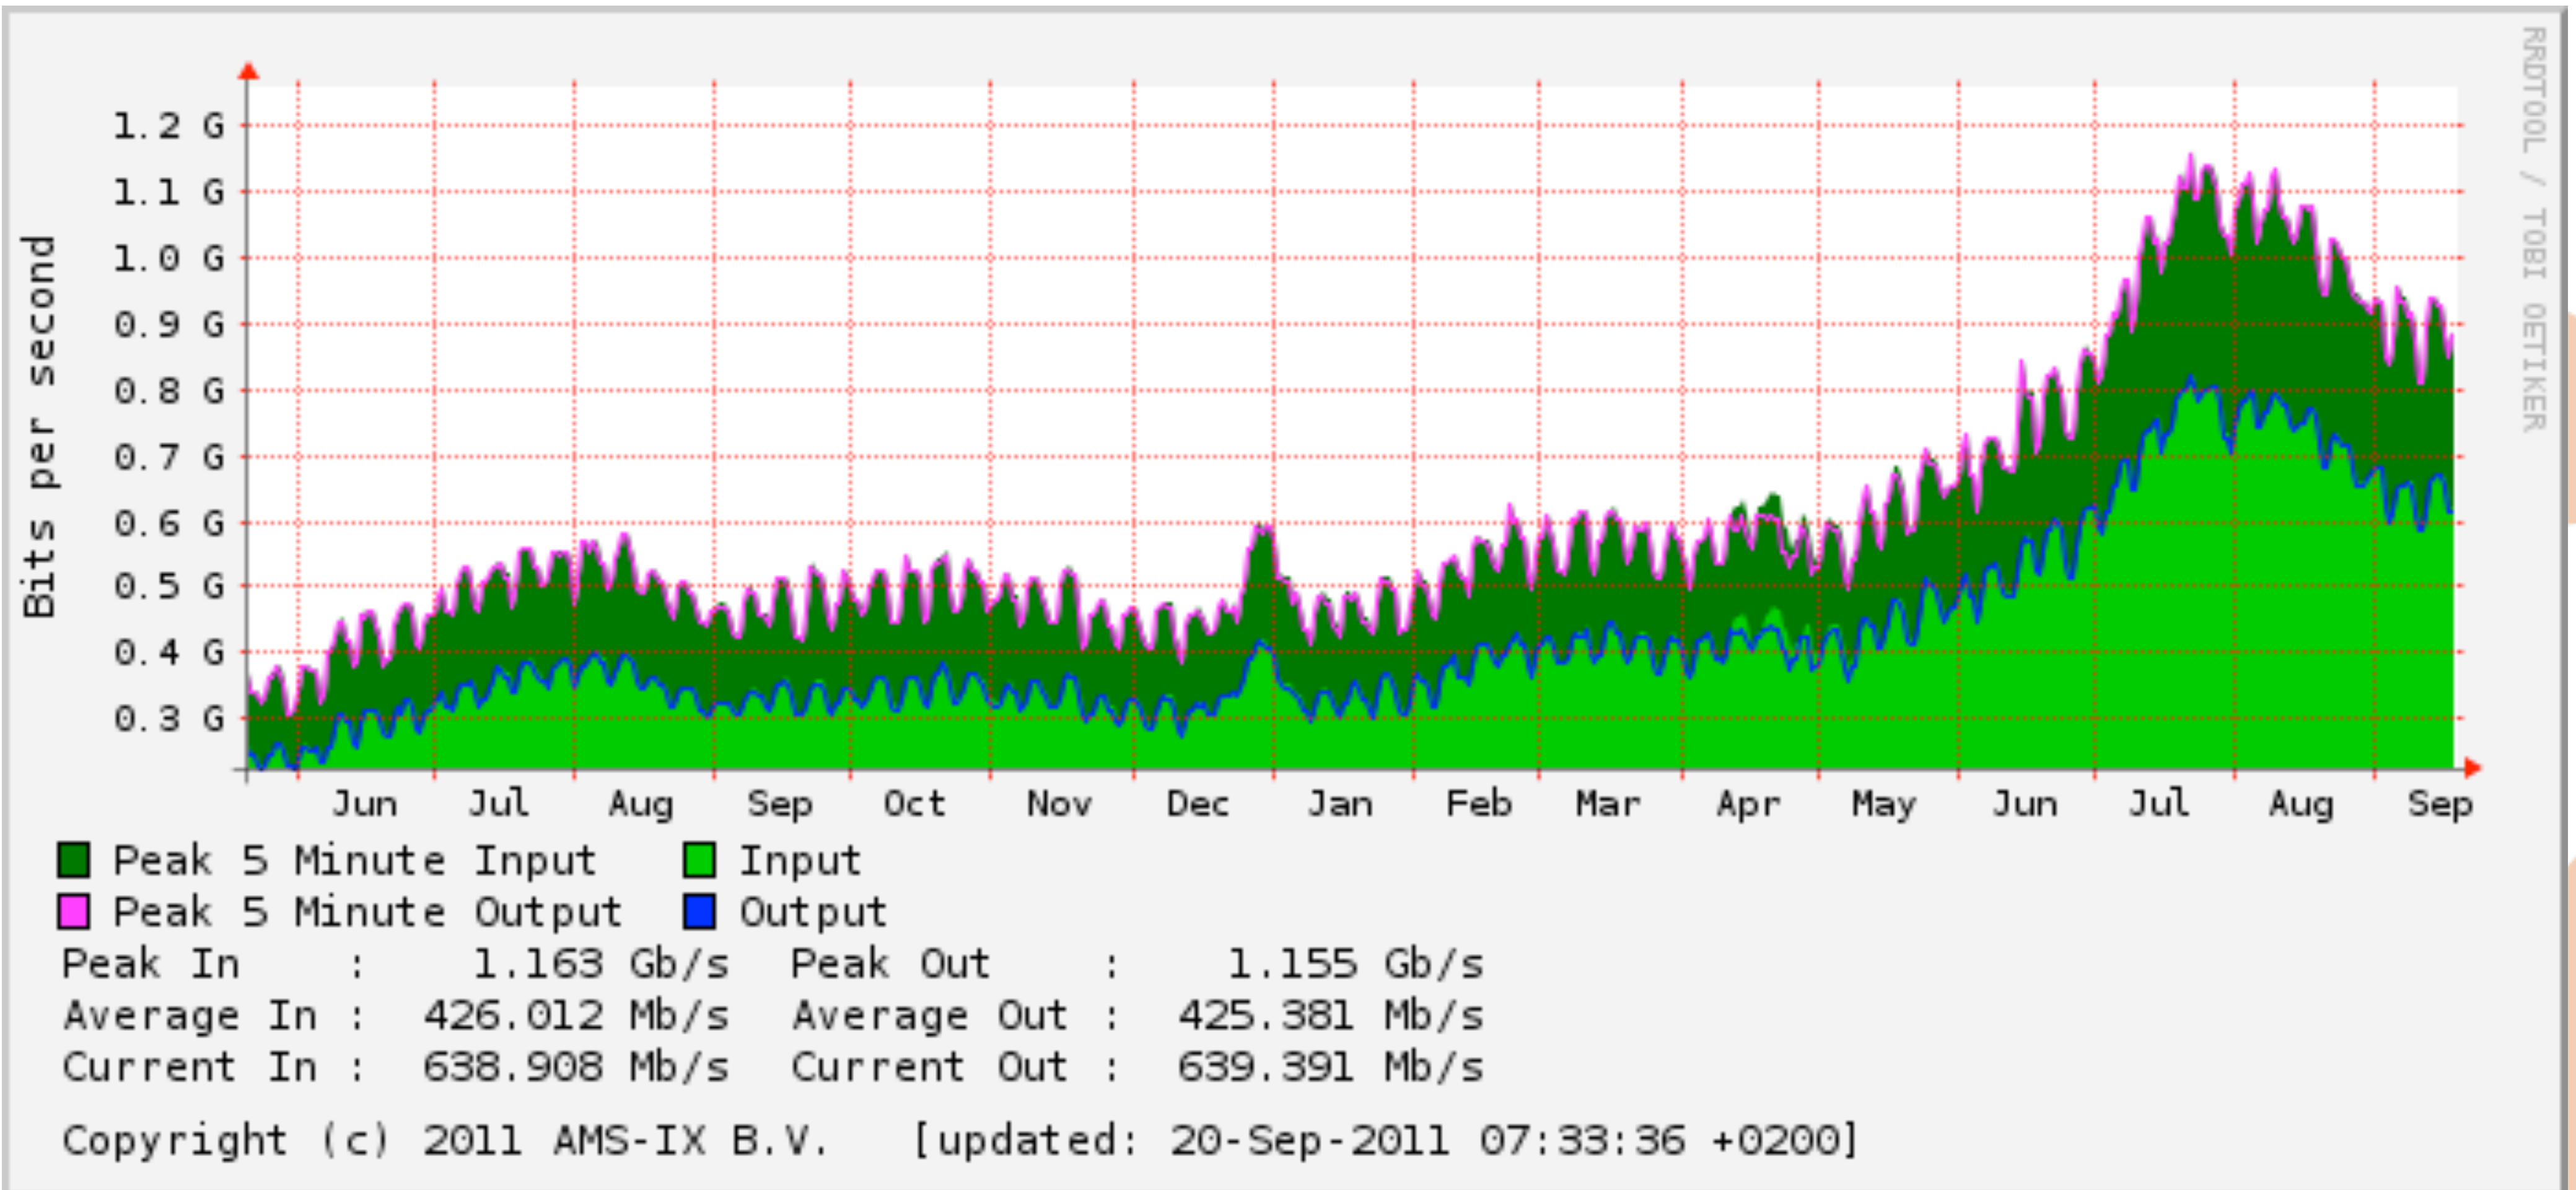 RRDTOOL / TOBI OETIKER
Bits per second
1.2 G
1.1 G
1.0 G
0.9 G
0.8 G
0.7 G
0.6 G
0.5 G
0.4 G
0.3 G
Jun Jul Aug Sep Oct Nov Dec Jan Feb Mar Apr May Jun Jul Aug Sep
Peak 5 Minute Input Input
Peak 5 Minute Output Output
Peak In : 1.163 Gb/s Peak Out : 1.155 Gb/s
Average In : 426.012 Mb/s Average Out : 425.381 Mb/s
Current In : 638.908 Mb/s Current Out : 639.391 Mb/s
Copyright (c) 2011 AMS-IX B.V. [updated: 20-Sep-2011 07:33:36 +0200]